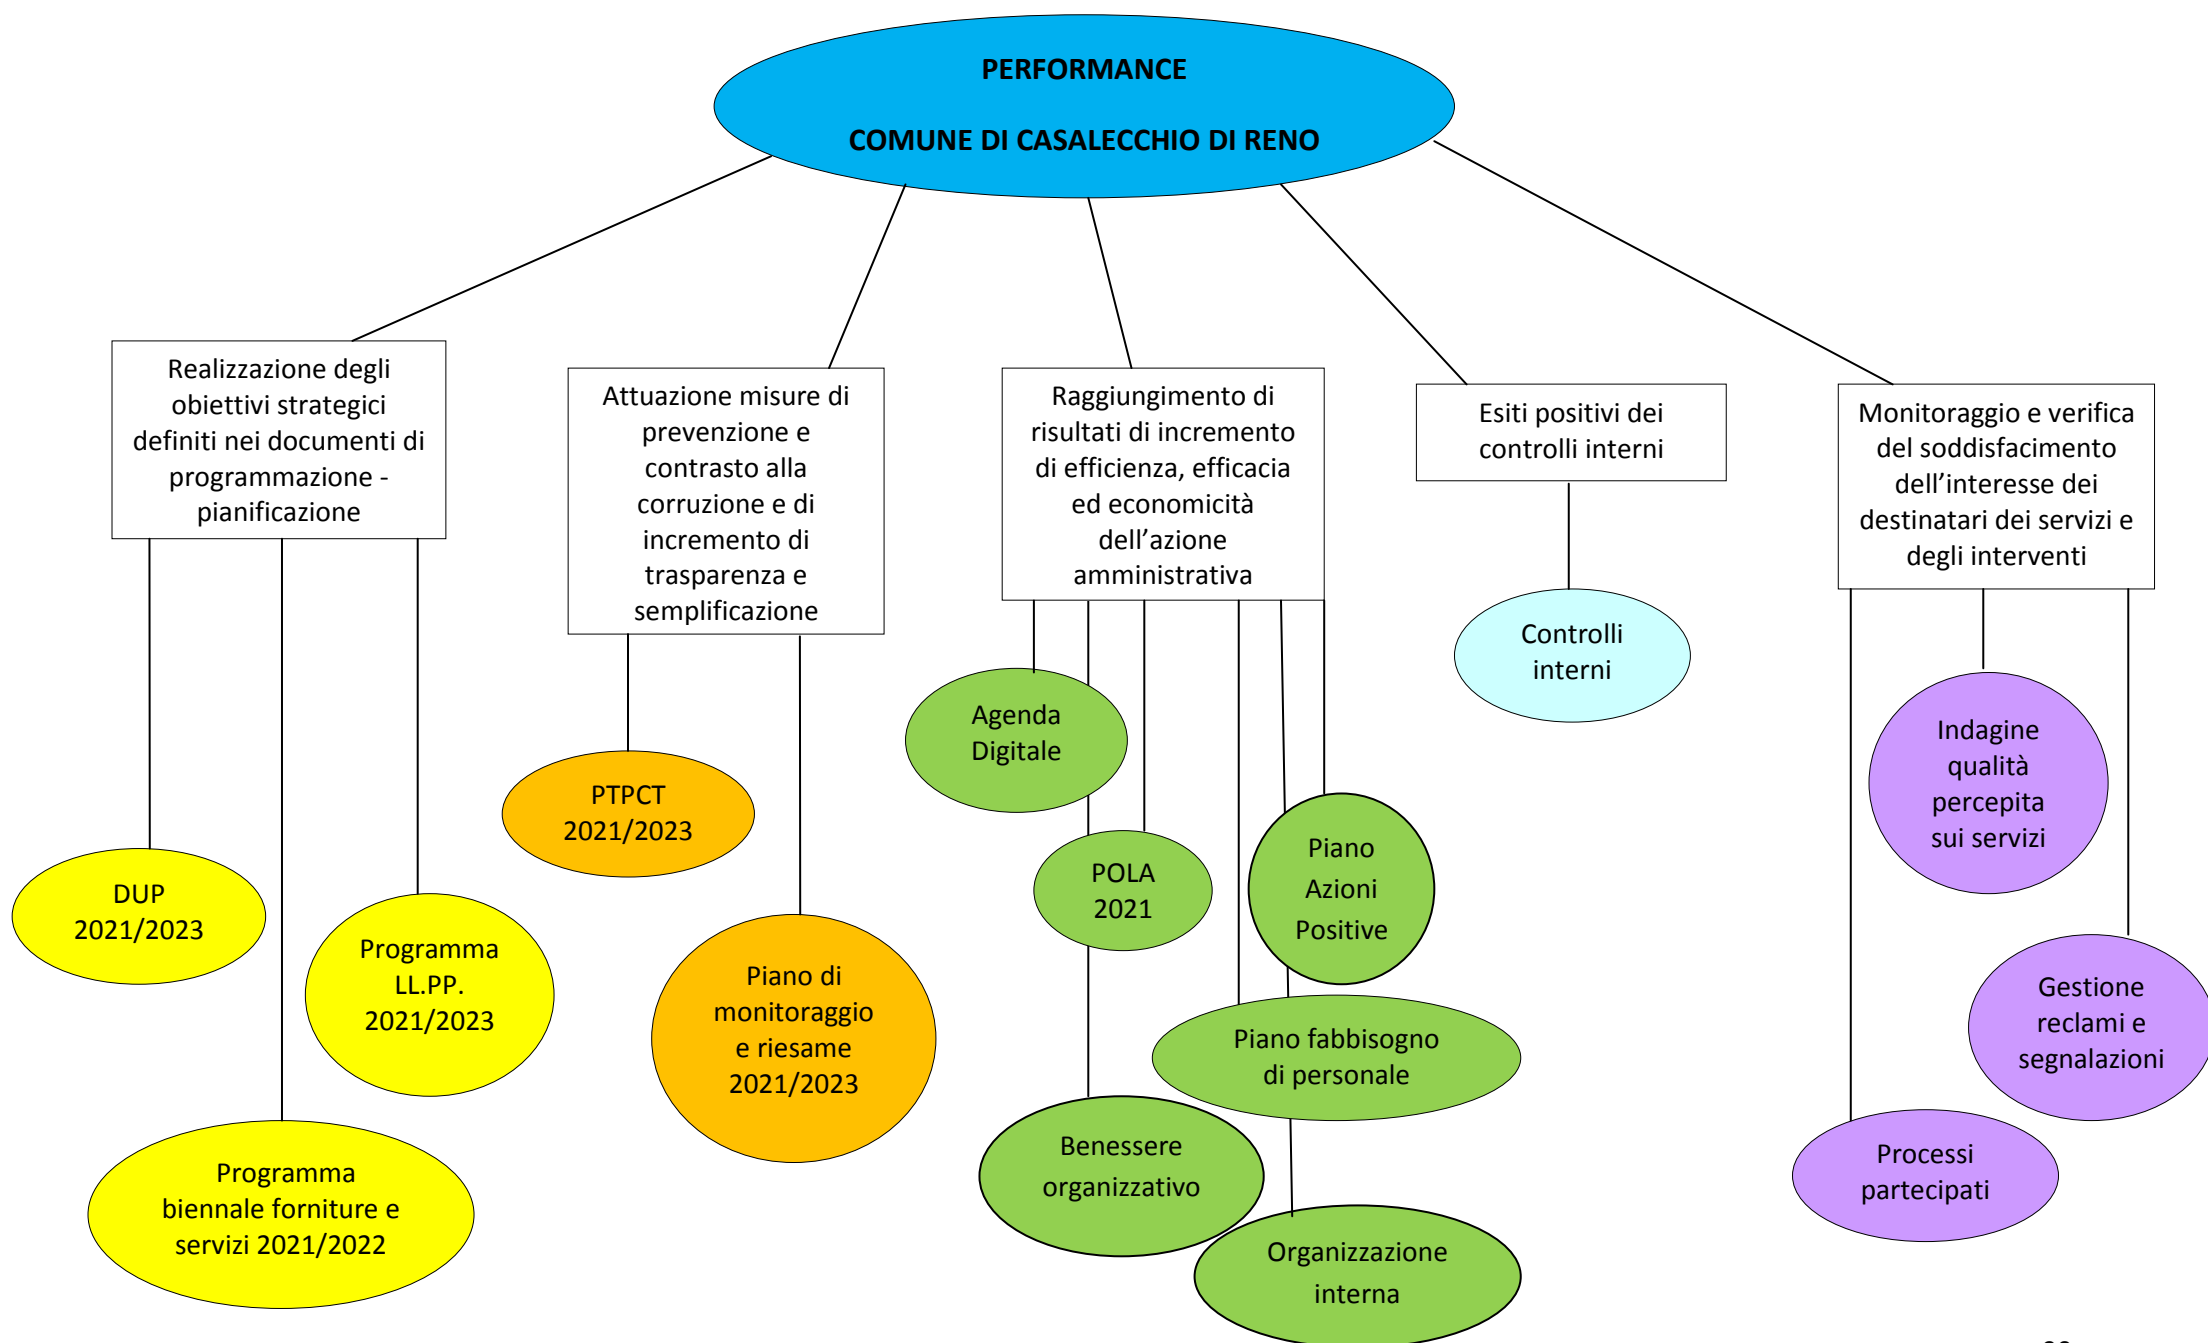 PERFORMANCE
COMUNE DI CASALECCHIO DI RENO
Realizzazione degli
obiettivi strategici
definiti nei documenti di
programmazione -
pianificazione
Attuazione misure di
prevenzione e
contrasto alla
corruzione e di
incremento di
trasparenza e
semplificazione
Raggiungimento di
risultati di incremento
di efficienza, efficacia
ed economicità
dell’azione
amministrativa
Esiti positivi dei
controlli interni
Monitoraggio e verifica
del soddisfacimento
dell’interesse dei
destinatari dei servizi e
degli interventi
DUP
2021/2023
Programma
LL.PP.
2021/2023
Programma
biennale forniture e
servizi 2021/2022
PTPCT
2021/2023
Piano di
monitoraggio
e riesame
2021/2023
Agenda
Digitale
POLA
2021
Piano
Azioni
Positive
Piano fabbisogno
di personale
Benessere
organizzativo
Organizzazione
interna
Controlli
interni
Indagine
qualità
percepita
sui servizi
Gestione
reclami e
segnalazioni
Processi
partecipati